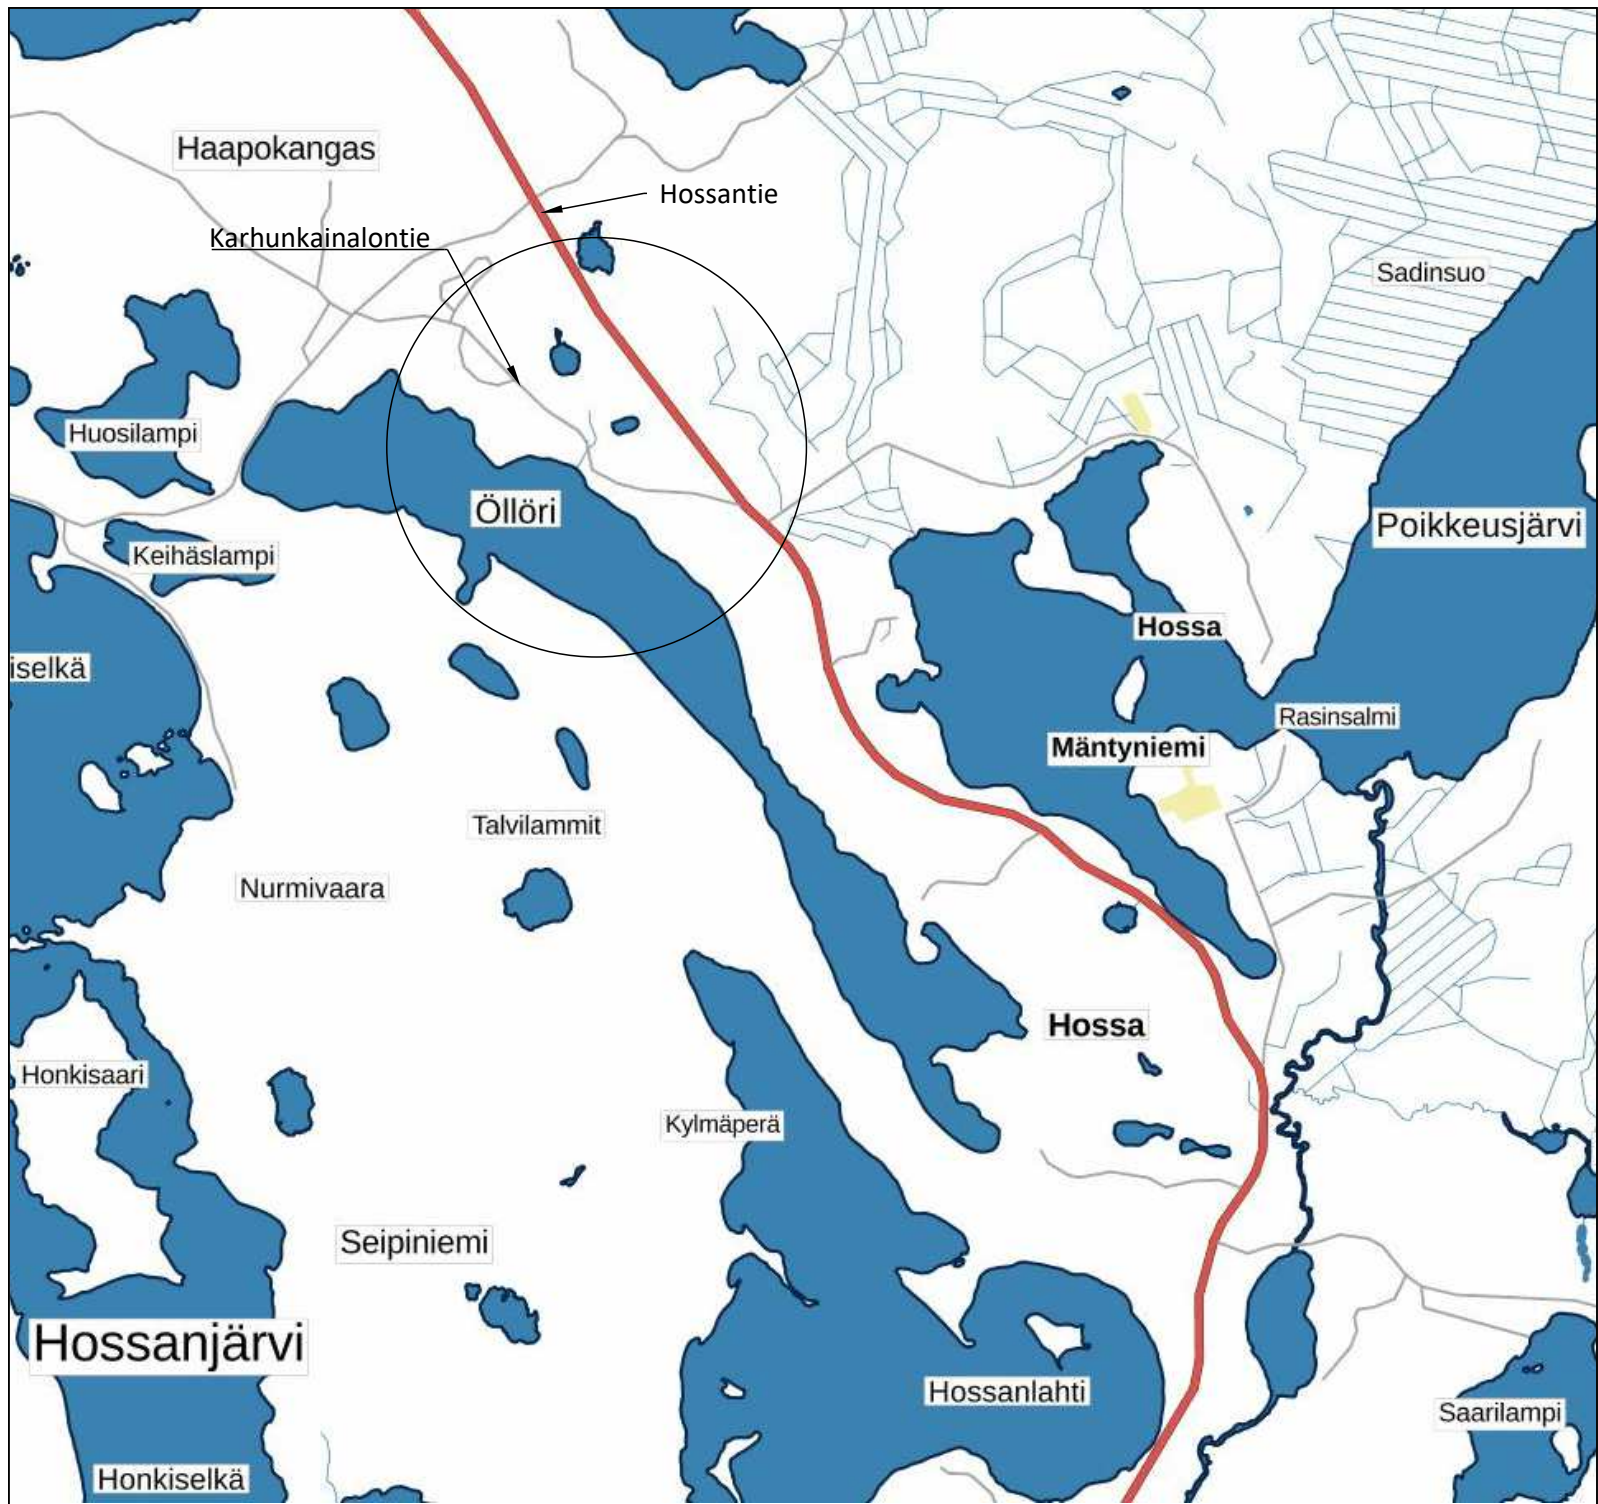 Haapokangas
Hossantie
Karhunkainalontie
Sadinsuo
Huosilampi
Öllöri
Poikkeusjärvi
Keihäslampi
Hossa
iselkä
Rasinsalmi
Mäntyniemi
Talvilammit
Nurmivaara
Hossa
Honkisaari
Kylmäperä
Seipiniemi
Hossanjärvi
Hossanlahti
Saarilampi
Honkiselkä